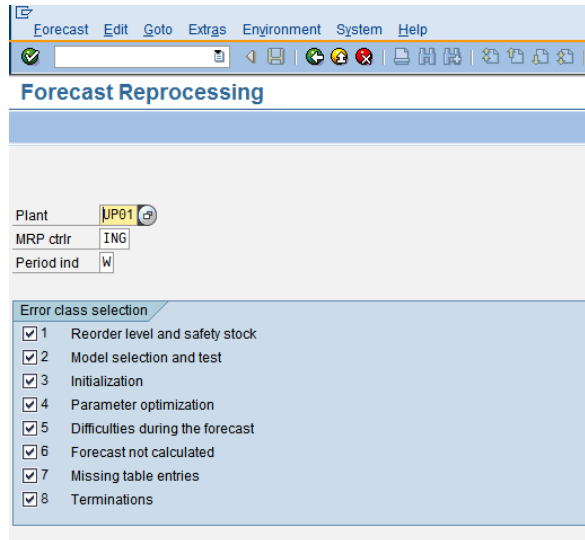 Forecast Edit Goto Extras Environment System Help
Forecast Reprocessing
Plant UP01
MRP ctrlr ING
Period ind W
Error class selection
1 Reorder level and safety stock
2 Model selection and test
3 Initialization
4 Parameter optimization
5 Difficulties during the forecast
6 Forecast not calculated
7 Missing table entries
8 Terminations